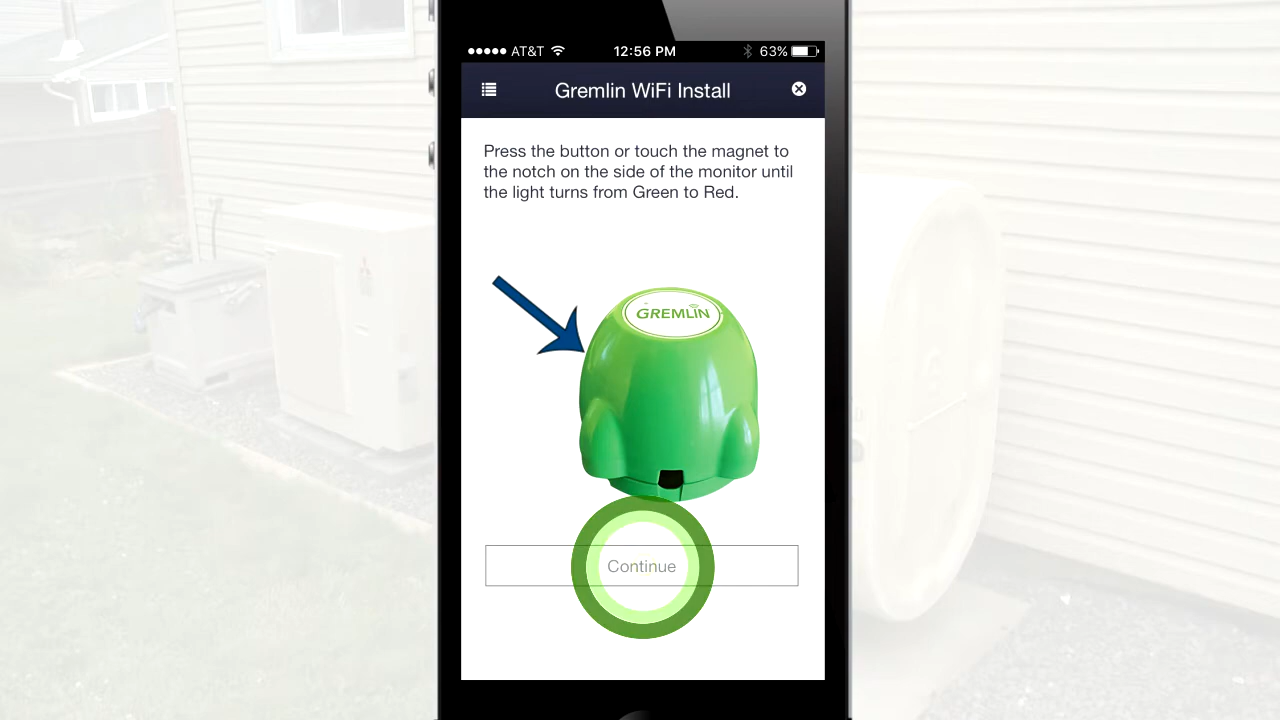 AT&T 12:56 PM 63%
Gremlin WiFi Install
Press the button or touch the magnet to
the notch on the side of the monitor until
the light turns from Green to Red.
GREMLIN
Continue